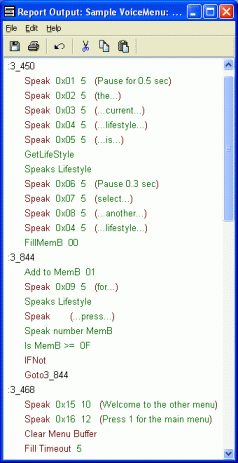 Report Output: Sample VoiceMenu: ...
File Edit Help
:3_450
Speak 0x01 5 (Pause for 0.5 sec)
Speak 0x02 5 (the...)
Speak 0x03 5 (...current...)
Speak 0x04 5 (...lifestyle...)
Speak 0x05 5 (...is...)
GetLifeStyle
Speaks Lifestyle
Speak 0x06 5 (Pause 0.3 sec)
Speak 0x07 5 (select...)
Speak 0x08 5 (...another...)
Speak 0x04 5 (...lifestyle...)
FillMemB 00
:3_844
Add to MemB 01
Speak 0x09 5 (for...)
Speaks Lifestyle
Speak (...press...)
Speak number MemB
Is MemB >= 0F
IFNot
Goto3_844
:3_468
Speak 0x15 10 (Welcome to the other menu)
Speak 0x16 12 (Press 1 for the main menu)
Clear Menu Buffer
Fill Timeout 5